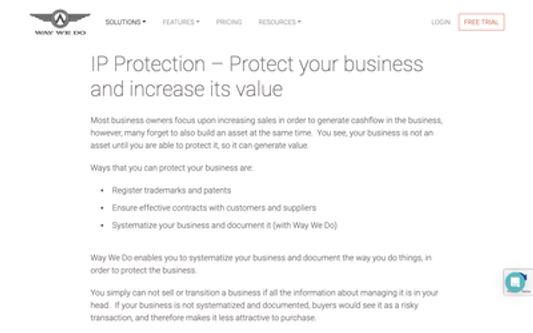 WAY WE DO
SOLUTIONS FEATURES PRICING RESOURCES LOGIN FREE TRIAL
IP Protection – Protect your business
and increase its value
Most business owners focus upon increasing sales in order to generate cashflow in the business,
however, many forget to also build an asset at the same time. You see, your business is not an
asset until you are able to protect it, so it can generate value.
Ways that you can protect your business are:
• Register trademarks and patents
• Ensure effective contracts with customers and suppliers
• Systematize your business and document it (with Way We Do)
Way We Do enables you to systematize your business and document the way you do things, in
order to protect the business.
You simply can not sell or transition a business if all the information about managing it is in your
head. If your business is not systematized and documented, buyers would see it as a risky
transaction, and therefore makes it less attractive to purchase.